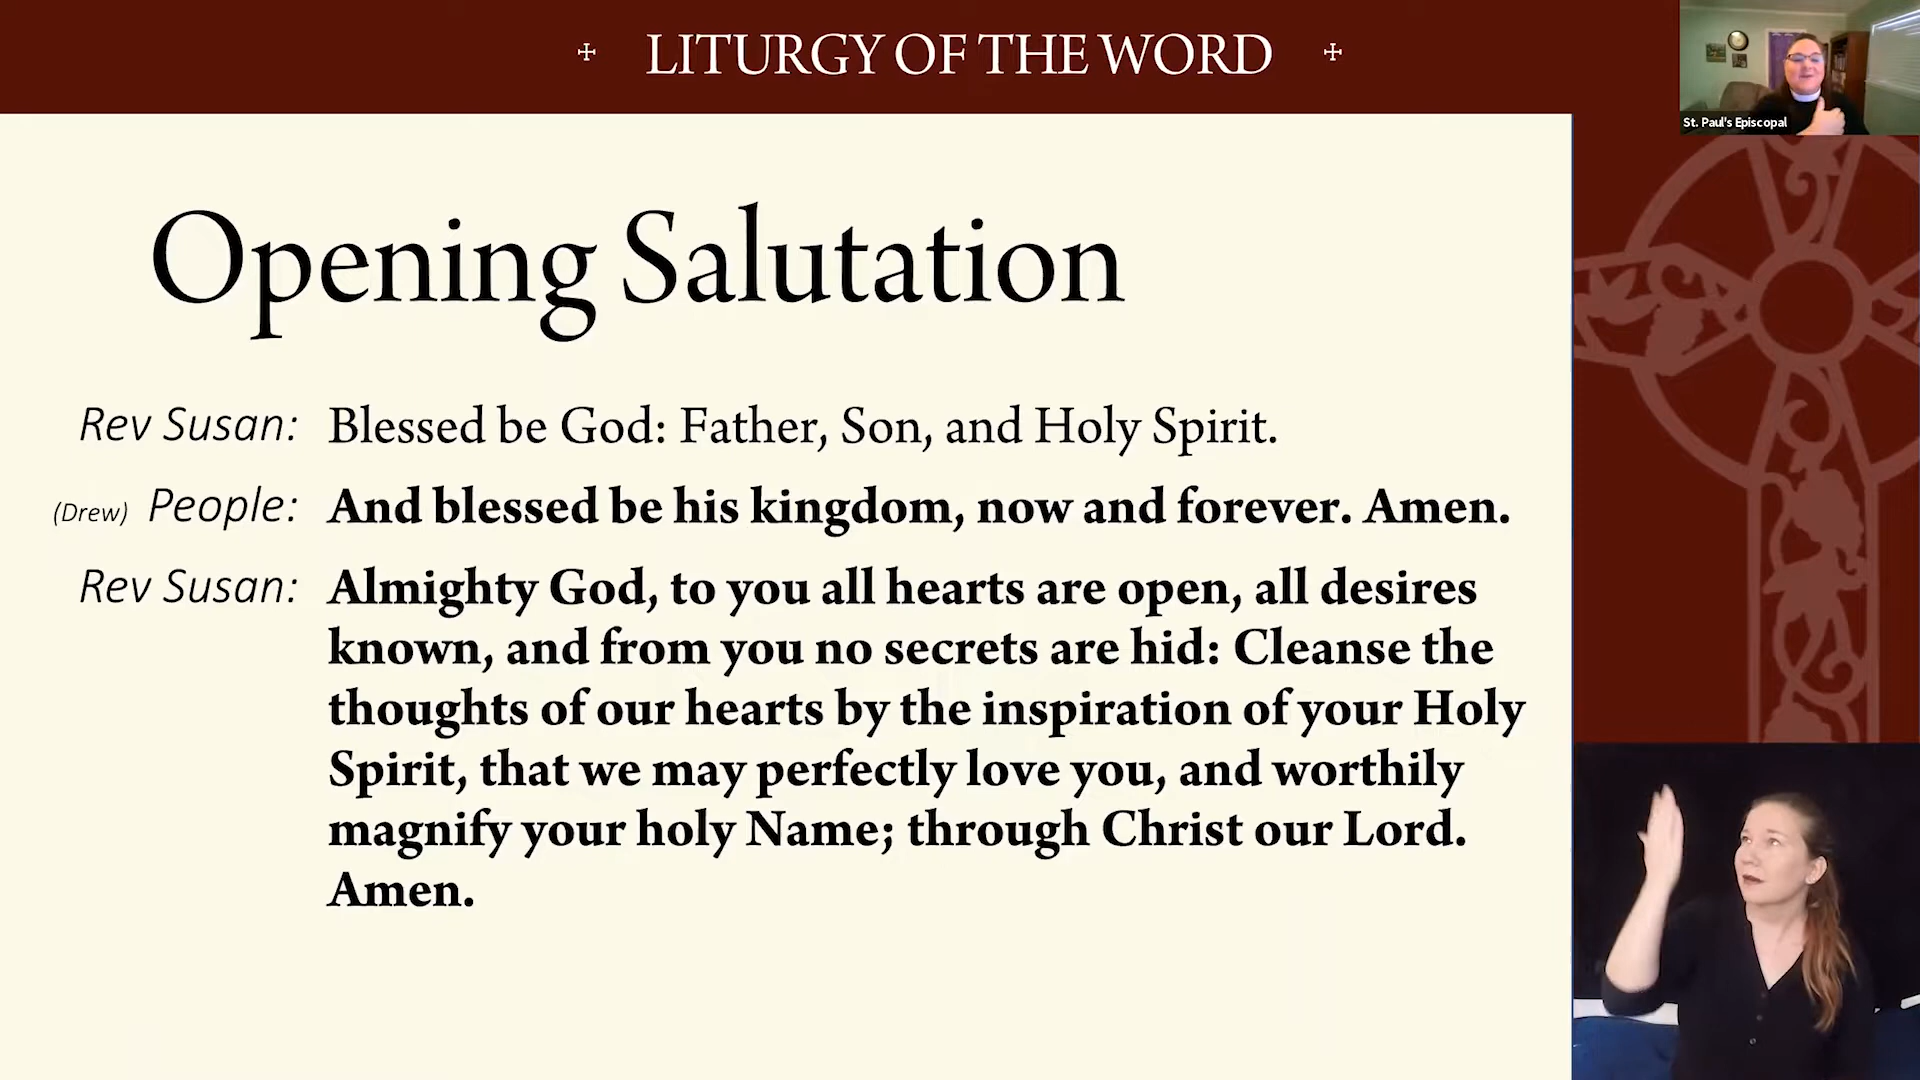 LITURGY OF THE WORD
St. Paul's Episcopal
Opening Salutation
Rev Susan: Blessed be God: Father, Son, and Holy Spirit.
(Drew) People: And blessed be his kingdom, now and forever. Amen.
Rev Susan: Almighty God, to you all hearts are open, all desires
known, and from you no secrets are hid: Cleanse the
thoughts of our hearts by the inspiration of your Holy
Spirit, that we may perfectly love you, and worthily
magnify your holy Name; through Christ our Lord.
Amen.